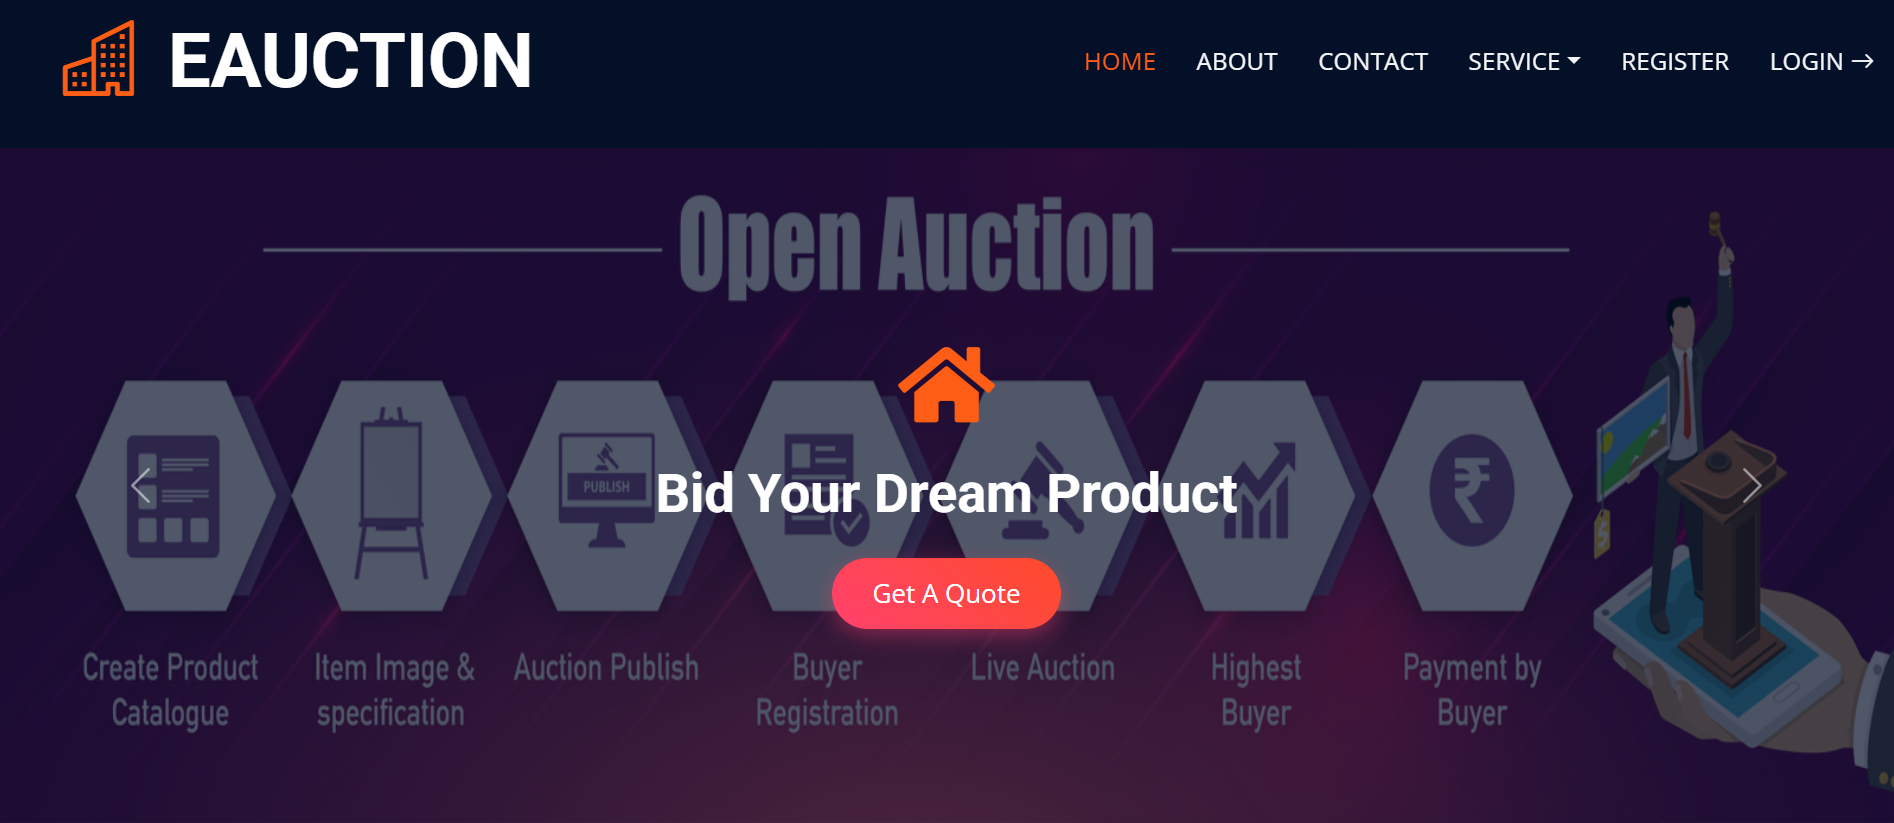 EAUCTION
HOME ABOUT CONTACT SERVICE REGISTER LOGIN →
Open Auction
PUBLISH
₹
$
Bid Your Dream Product
Get A Quote
Create Product
Catalogue
Item Image &
specification
Auction Publish
Buyer
Registration
Live Auction
Highest
Buyer
Payment by
Buyer